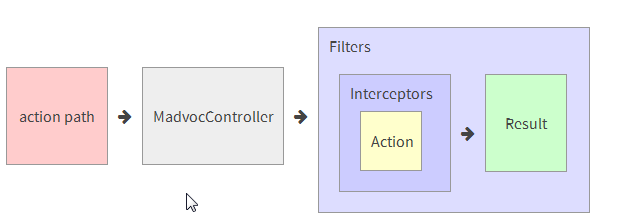 Filters
Interceptors
action path
MadvocController
Action
Result